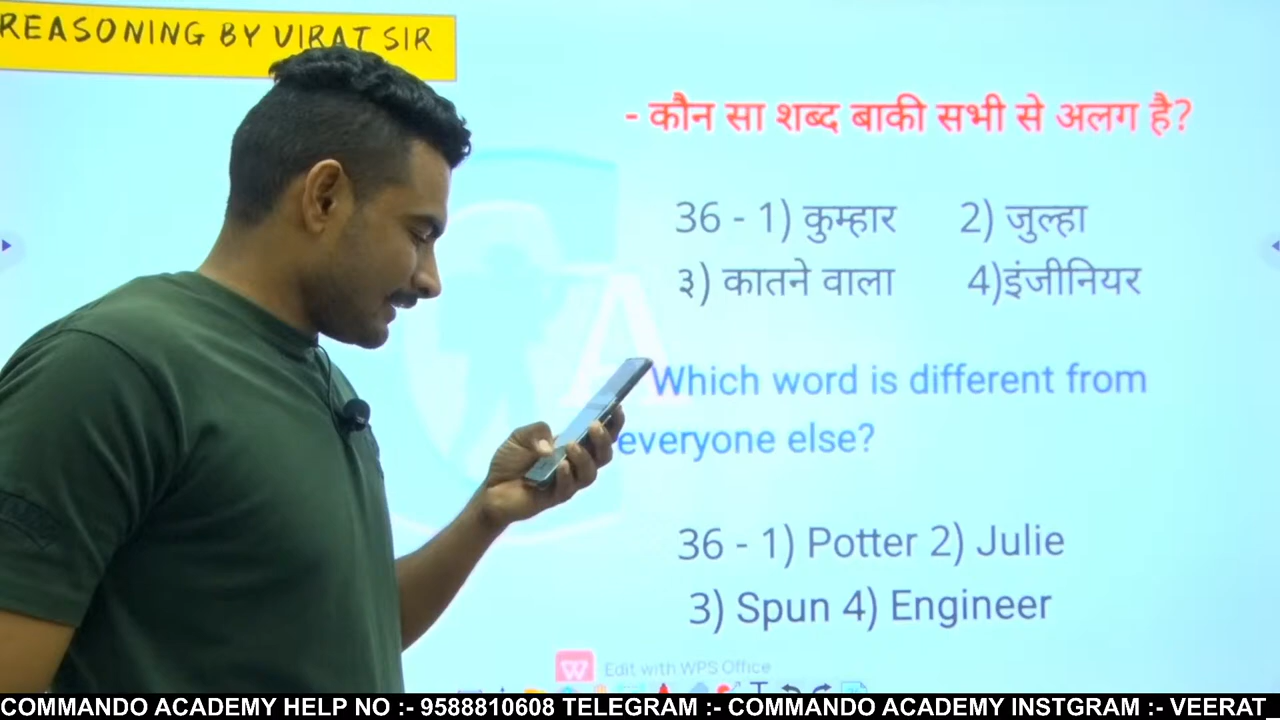 REASONING BY VIRAT SIR
- कौन सा शब्द बाकी सभी से अलग है?
36 - 1) कुम्हार 2) जुल्हा
३) कातने वाला 4)इंजीनियर
Which word is different from
everyone else?
36 - 1) Potter 2) Julie
3) Spun 4) Engineer
Edit with WPS Office
COMMANDO ACADEMY HELP NO :- 9588810608 TELEGRAM :- COMMANDO ACADEMY INSTGRAM :- VEERAT